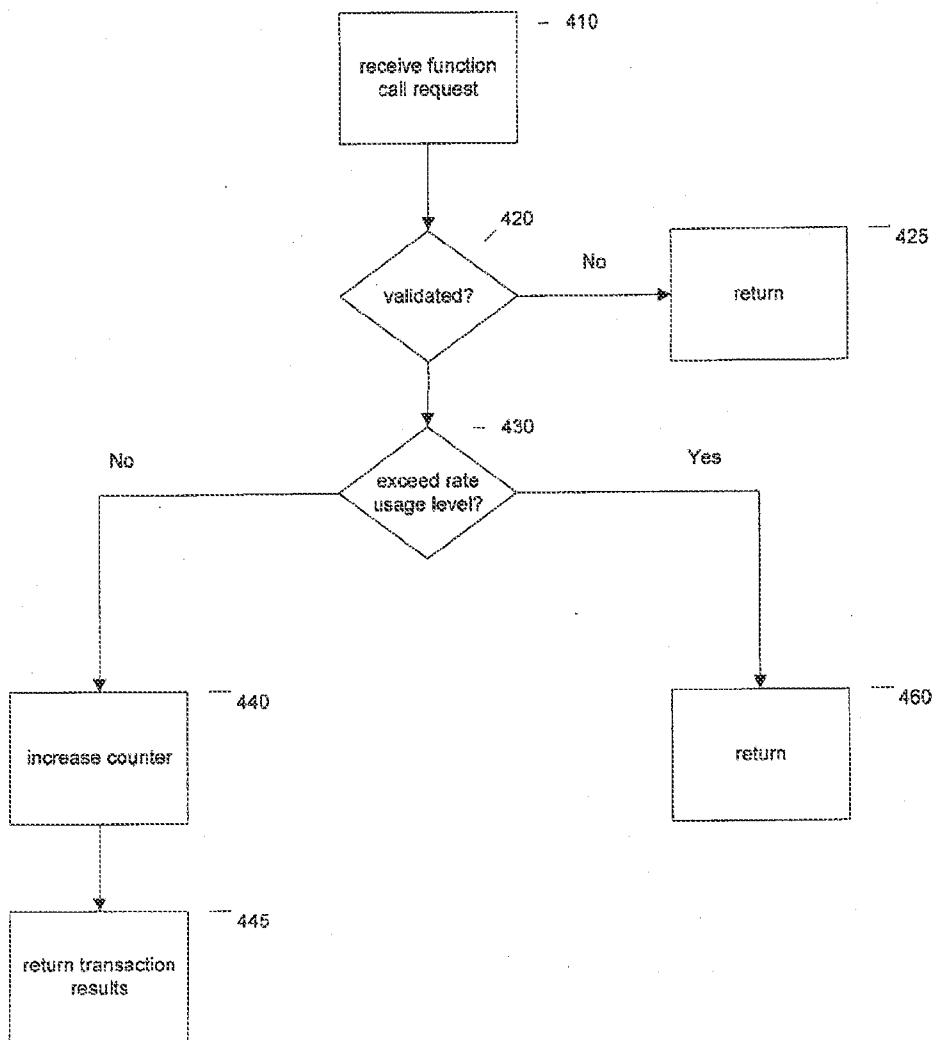 410
receive function
call request
420
validated?
No
425
return
430
No
exceed rate
usage level?
Yes
440
increase counter
460
return
445
return transaction
results